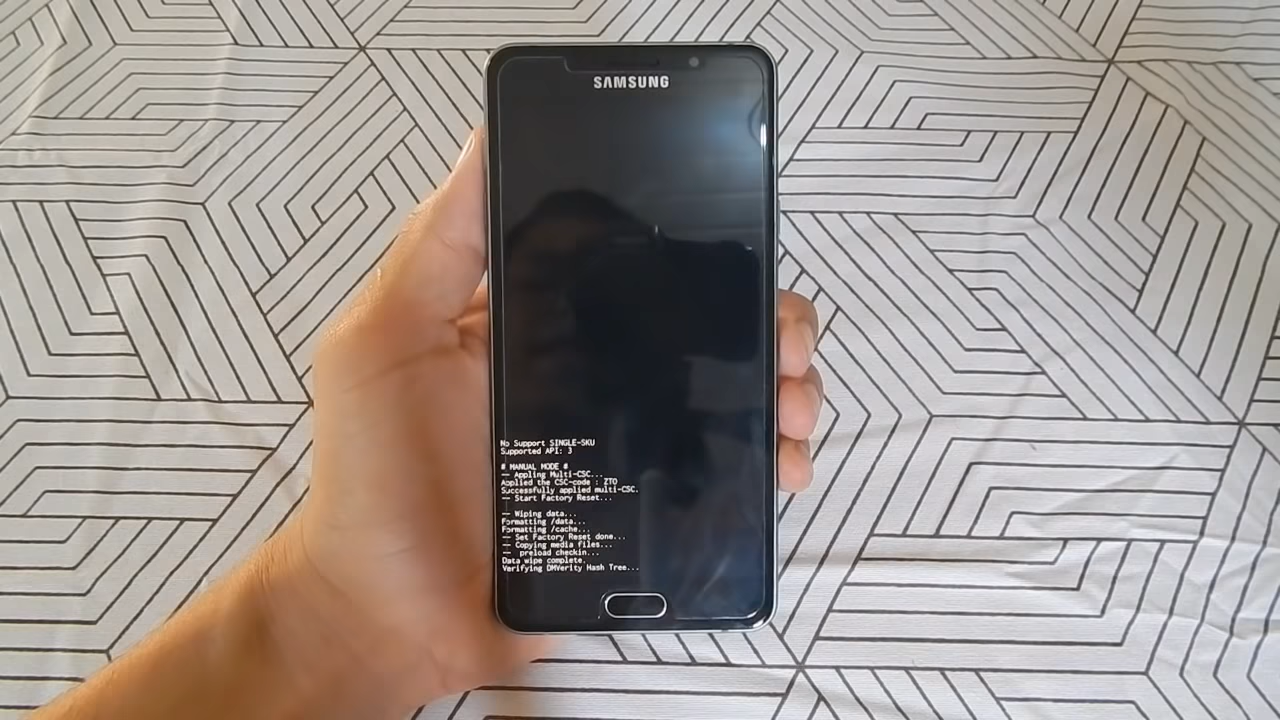 SAMSUNG
No Support SINGLE-SKU
Supported API: 3
# MANUAL MODE #
-- Appling Multi-CSC...
Applied the CSC-code : ZTO
Successfully applied multi-CSC.
-- Start Factory Reset...
-- Wiping data...
Formatting /data...
Formatting /cache...
-- Set Factory Reset done...
-- Copying media files...
-- preload checkin...
Data wipe complete.
Verifying DMVerity Hash Tree...